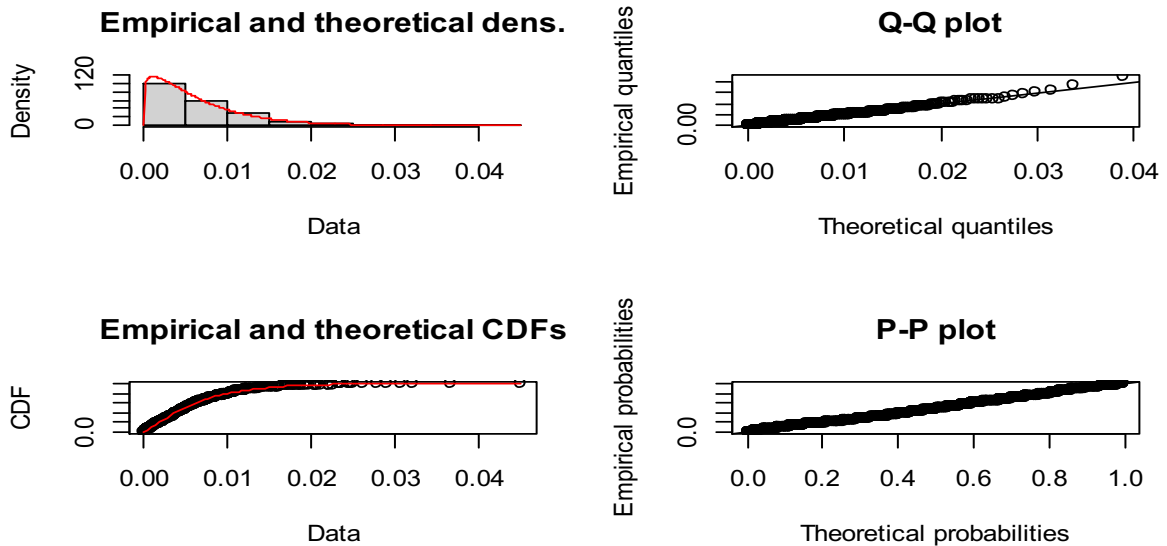 Empirical and theoretical dens.
Density
0 120
0.00 0.01 0.02 0.03 0.04
Data
Q-Q plot
Empirical quantiles
0.00
0.00 0.01 0.02 0.03 0.04
Theoretical quantiles
Empirical and theoretical CDFs
CDF
0.0
0.00 0.01 0.02 0.03 0.04
Data
P-P plot
Empirical probabilities
0.0
0.0 0.2 0.4 0.6 0.8 1.0
Theoretical probabilities